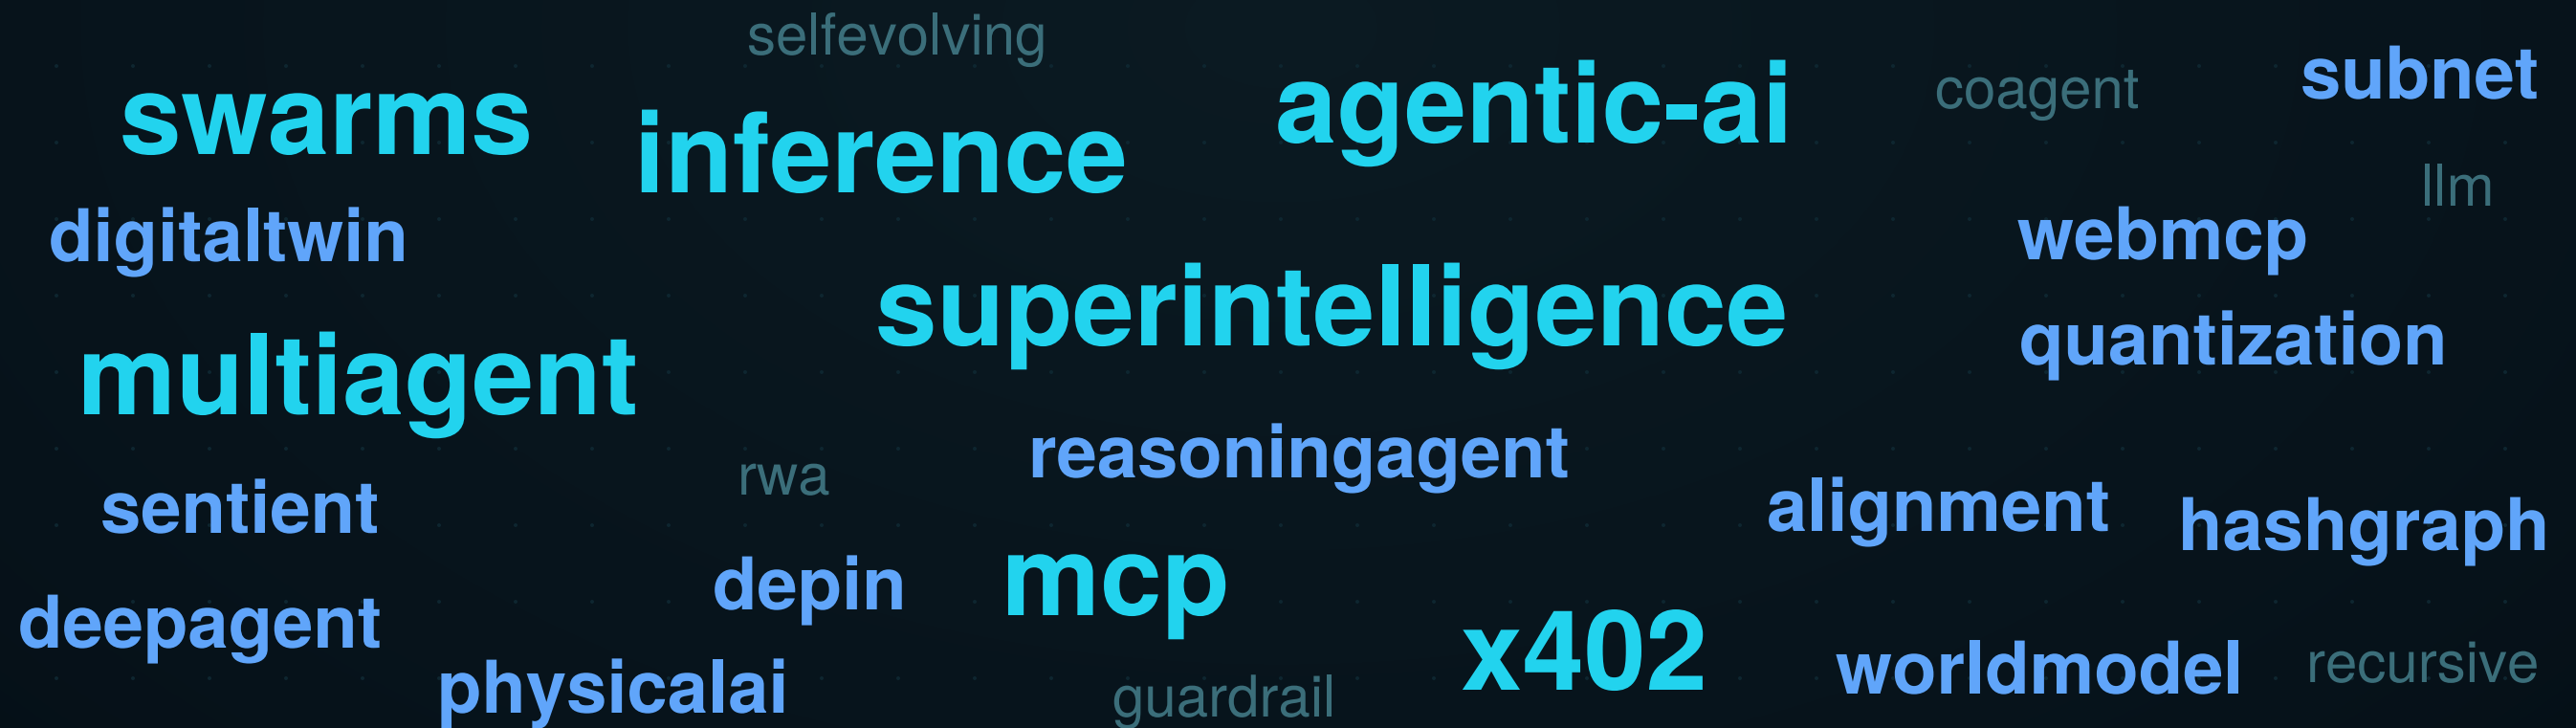 selfevolving
swarms
inference
agentic-ai
coagent
subnet
llm
digitaltwin
webmcp
superintelligence
quantization
multiagent
reasoningagent
rwa
sentient
alignment
hashgraph
depin
mcp
deepagent
x402
physicalai
guardrail
worldmodel
recursive